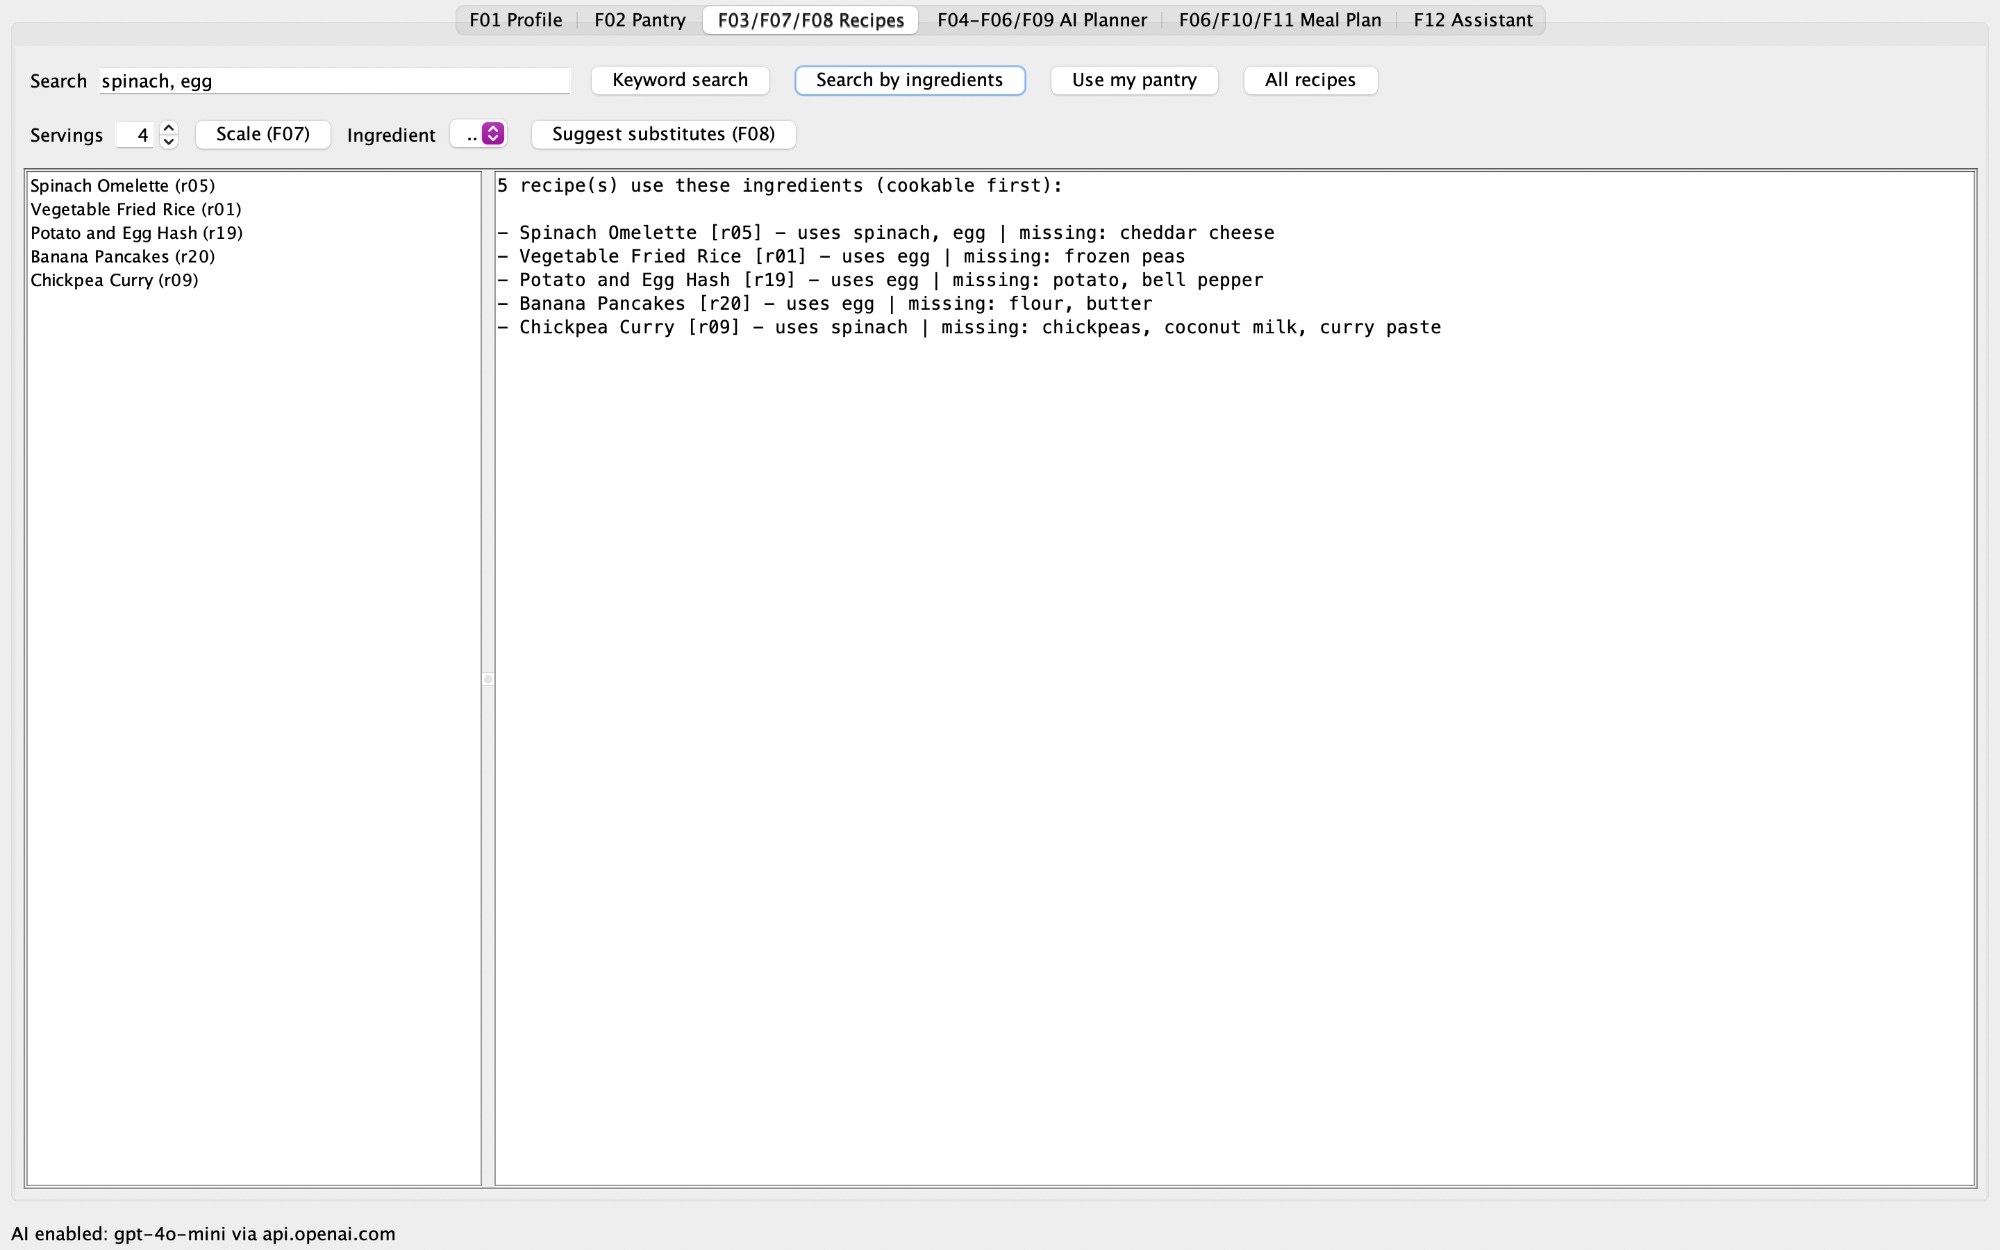 F01 Profile F02 Pantry F03/F07/F08 Recipes F04-F06/F09 AI Planner F06/F10/F11 Meal Plan F12 Assistant
Search spinach, egg Keyword search Search by ingredients Use my pantry All recipes
Servings 4 Scale (F07) Ingredient .. Suggest substitutes (F08)
Spinach Omelette (r05)
Vegetable Fried Rice (r01)
Potato and Egg Hash (r19)
Banana Pancakes (r20)
Chickpea Curry (r09)
5 recipe(s) use these ingredients (cookable first):
- Spinach Omelette [r05] - uses spinach, egg | missing: cheddar cheese
- Vegetable Fried Rice [r01] - uses egg | missing: frozen peas
- Potato and Egg Hash [r19] - uses egg | missing: potato, bell pepper
- Banana Pancakes [r20] - uses egg | missing: flour, butter
- Chickpea Curry [r09] - uses spinach | missing: chickpeas, coconut milk, curry paste
AI enabled: gpt-4o-mini via api.openai.com